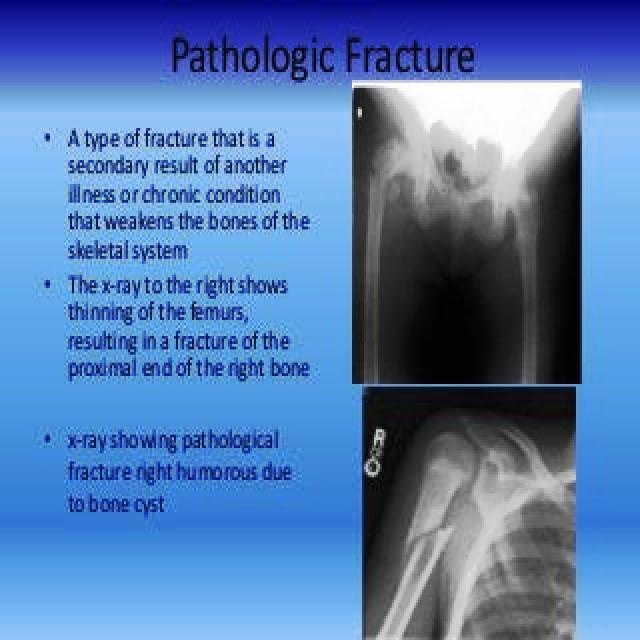 Pathologic Fracture
• A type of fracture that is a
secondary result of another
illness or chronic condition
that weakens the bones of the
skeletal system
• The x-ray to the right shows
thinning of the femurs,
resulting in a fracture of the
proximal end of the right bone
• x-ray showing pathological
fracture right humorous due
to bone cyst